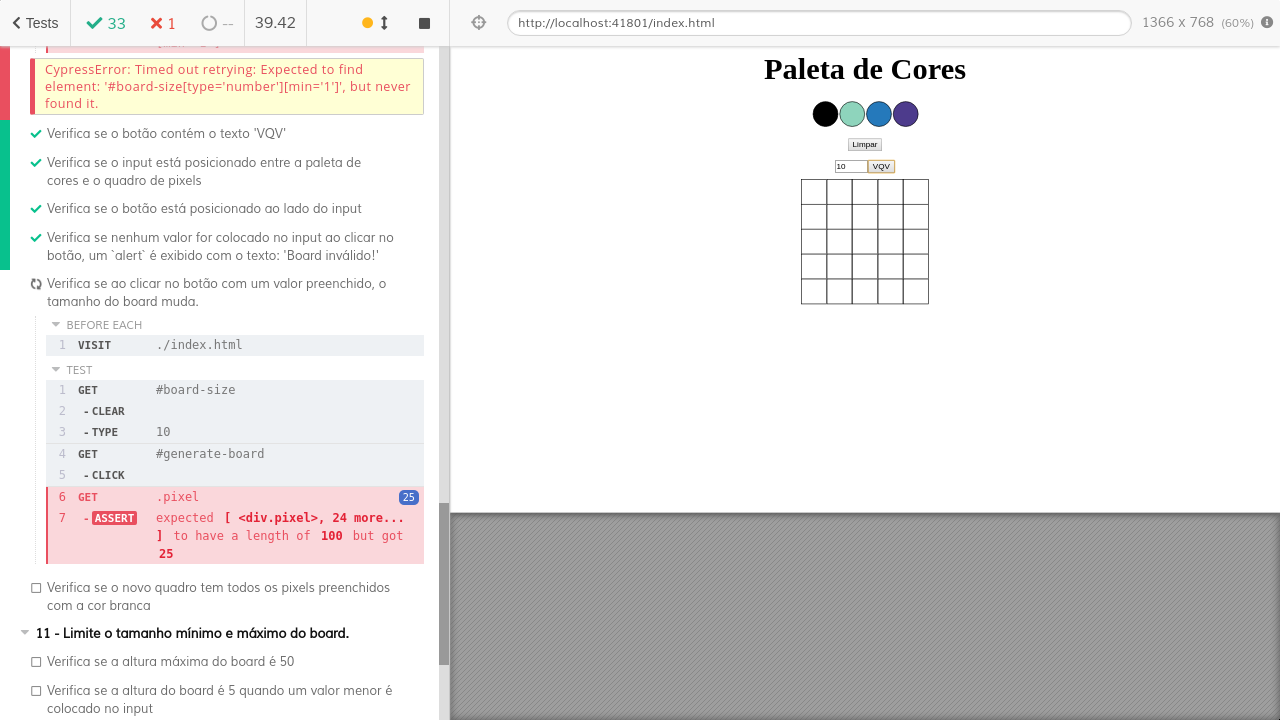 Tests
33
1
--
39.42
http://localhost:41801/index.html
1366 x 768 (60%)
CypressError: Timed out retrying: Expected to find
element: '#board-size[type='number'][min='1']', but never
found it.
Verifica se o botão contém o texto 'VQV'
Verifica se o input está posicionado entre a paleta de
cores e o quadro de pixels
Verifica se o botão está posicionado ao lado do input
Verifica se nenhum valor for colocado no input ao clicar no
botão, um `alert` é exibido com o texto: 'Board inválido!'
Verifica se ao clicar no botão com um valor preenchido, o
tamanho do board muda.
BEFORE EACH
1 VISIT ./index.html
TEST
1 GET #board-size
2 -CLEAR
3 -TYPE 10
4 GET #generate-board
5 -CLICK
6 GET .pixel 25
7 -ASSERT expected [ <div.pixel>, 24 more...
] to have a length of 100 but got
25
Verifica se o novo quadro tem todos os pixels preenchidos
com a cor branca
11 - Limite o tamanho mínimo e máximo do board.
Verifica se a altura máxima do board é 50
Verifica se a altura do board é 5 quando um valor menor é
colocado no input
Paleta de Cores
Limpar
10 VQV